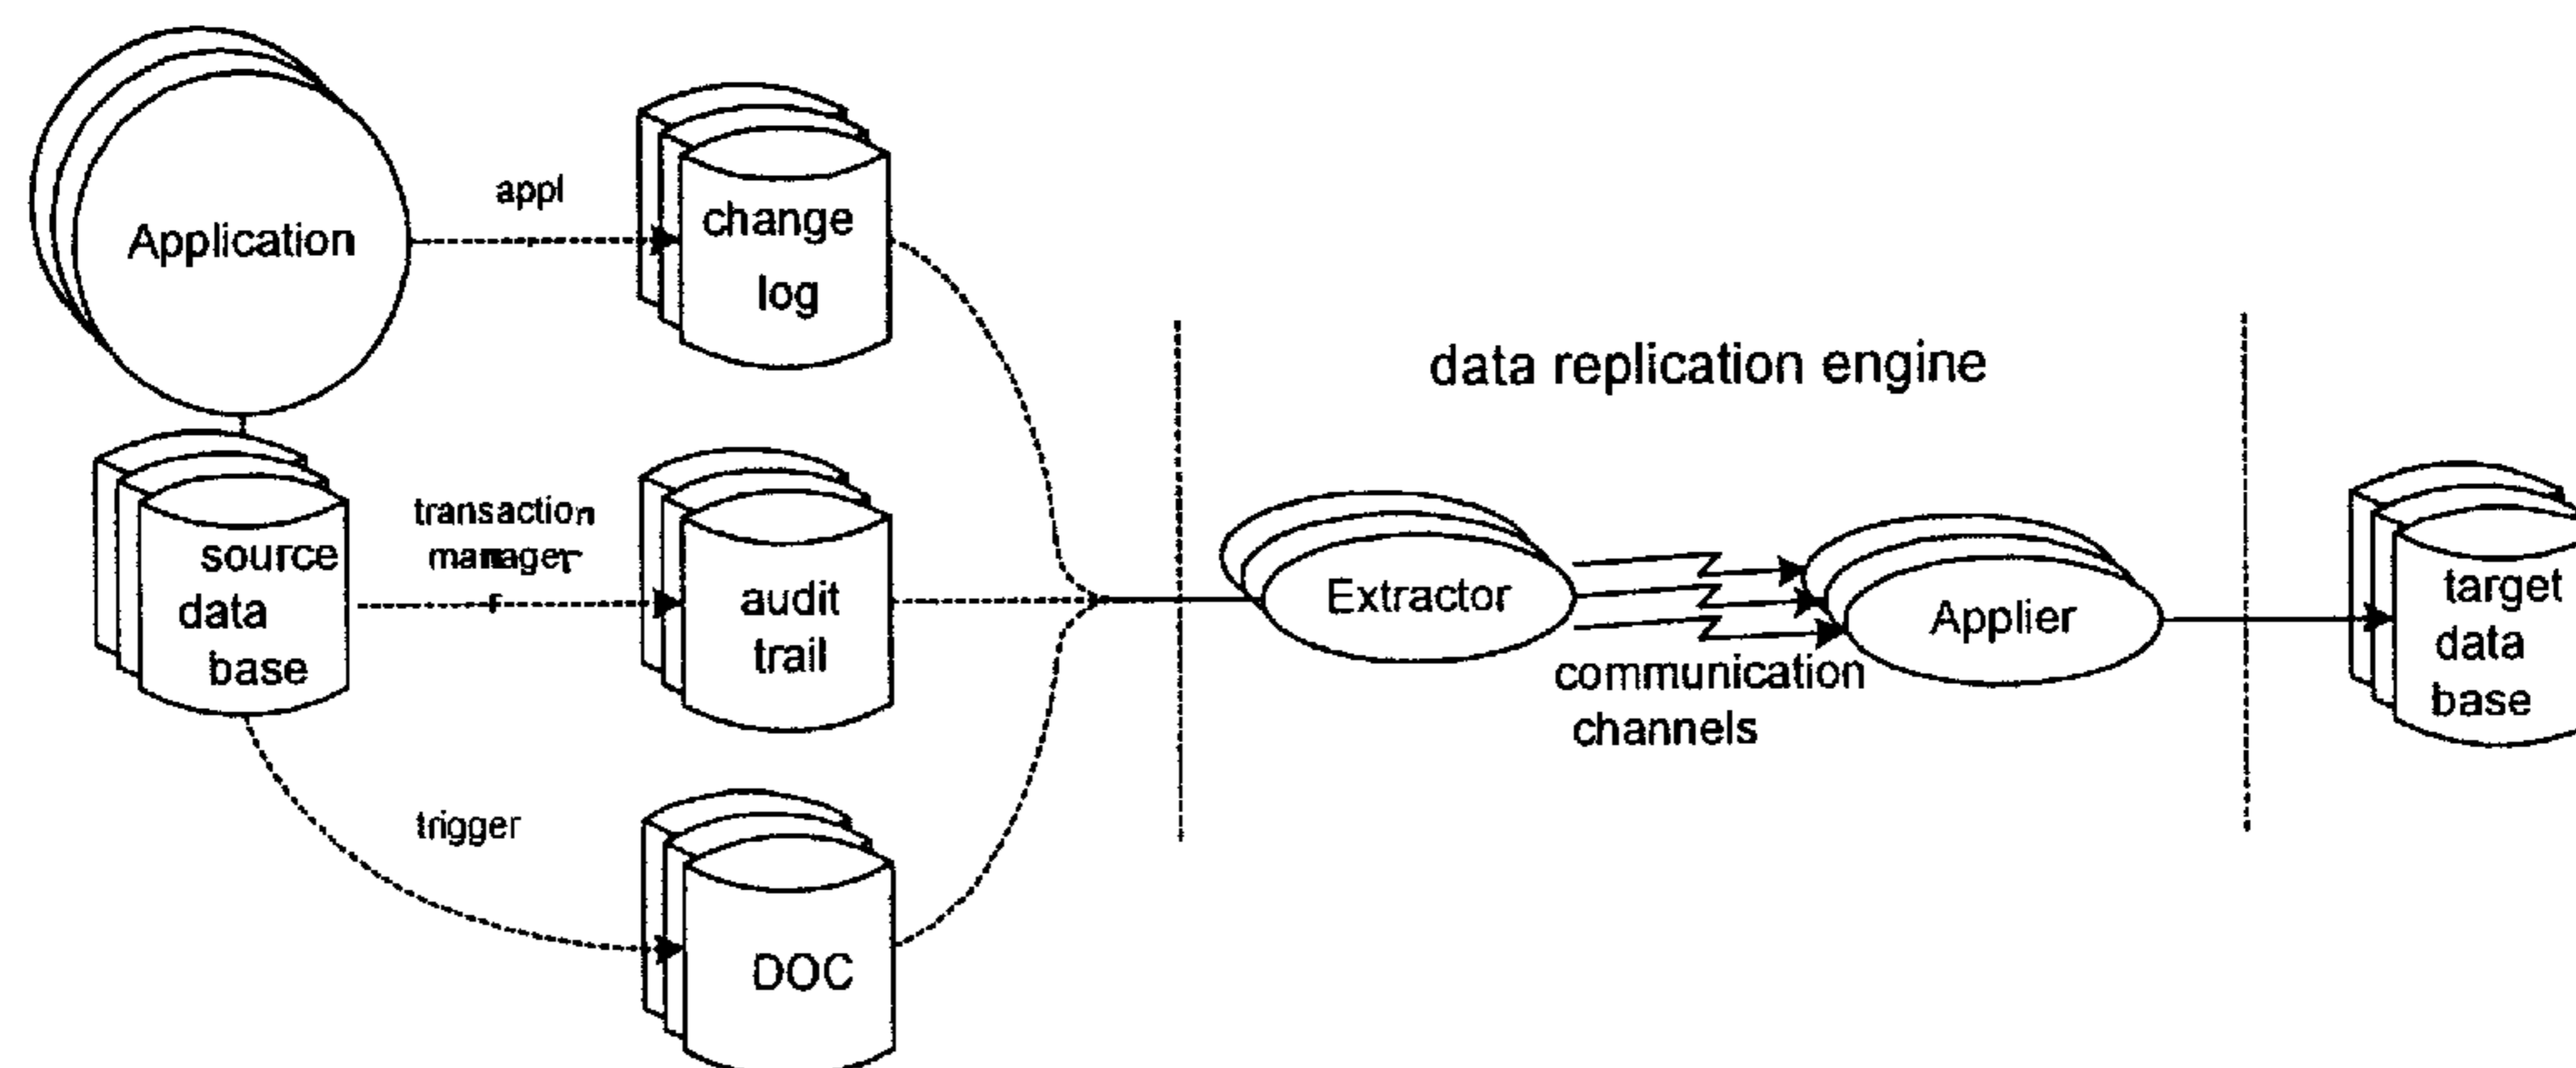 Application
appl
change
log
data replication engine
source
data
base
transaction
manager
r
audit
trail
Extractor
communication
channels
Applier
target
data
base
trigger
DOC